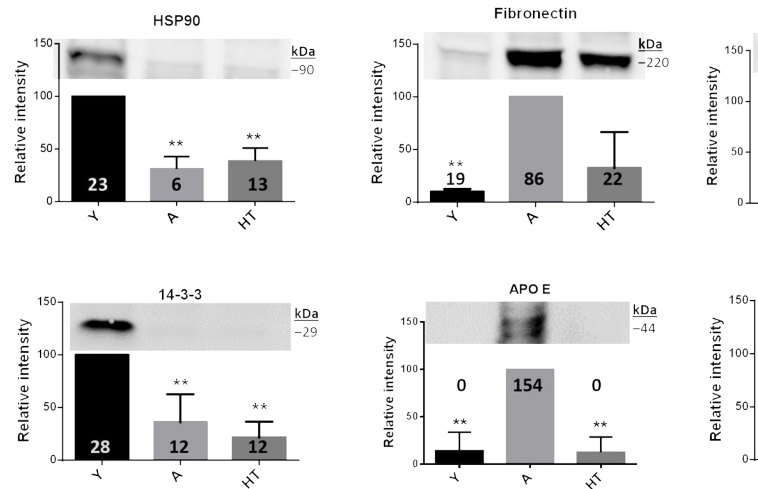 HSP90
kDa
–90
Relative intensity
150
100
50
0
**
**
23
6
13
Y
A
HT
Fibronectin
kDa
–220
Relative intensity
150
100
50
0
**
19
86
22
Y
A
HT
150
100
50
0
Relative intensity
14-3-3
kDa
–29
Relative intensity
150
100
50
0
**
**
28
12
12
Y
A
HT
APO E
kDa
–44
Relative intensity
150
100
50
0
0
154
0
**
**
Y
A
HT
150
100
50
0
Relative intensity